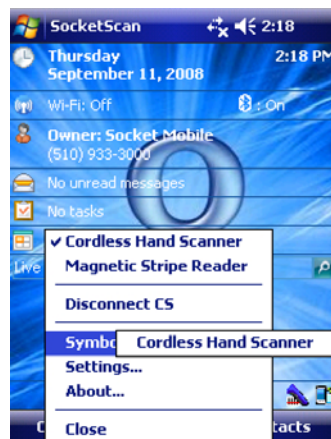 SocketScan 2:18
Thursday 2:18 PM
September 11, 2008
Wi-Fi: Off : On
Owner: Socket Mobile
(510) 933-3000
No unread messages
No tasks
✓ Cordless Hand Scanner
Live
Magnetic Stripe Reader
Disconnect CS
Cordless Hand Scanner
Settings...
About...
Close